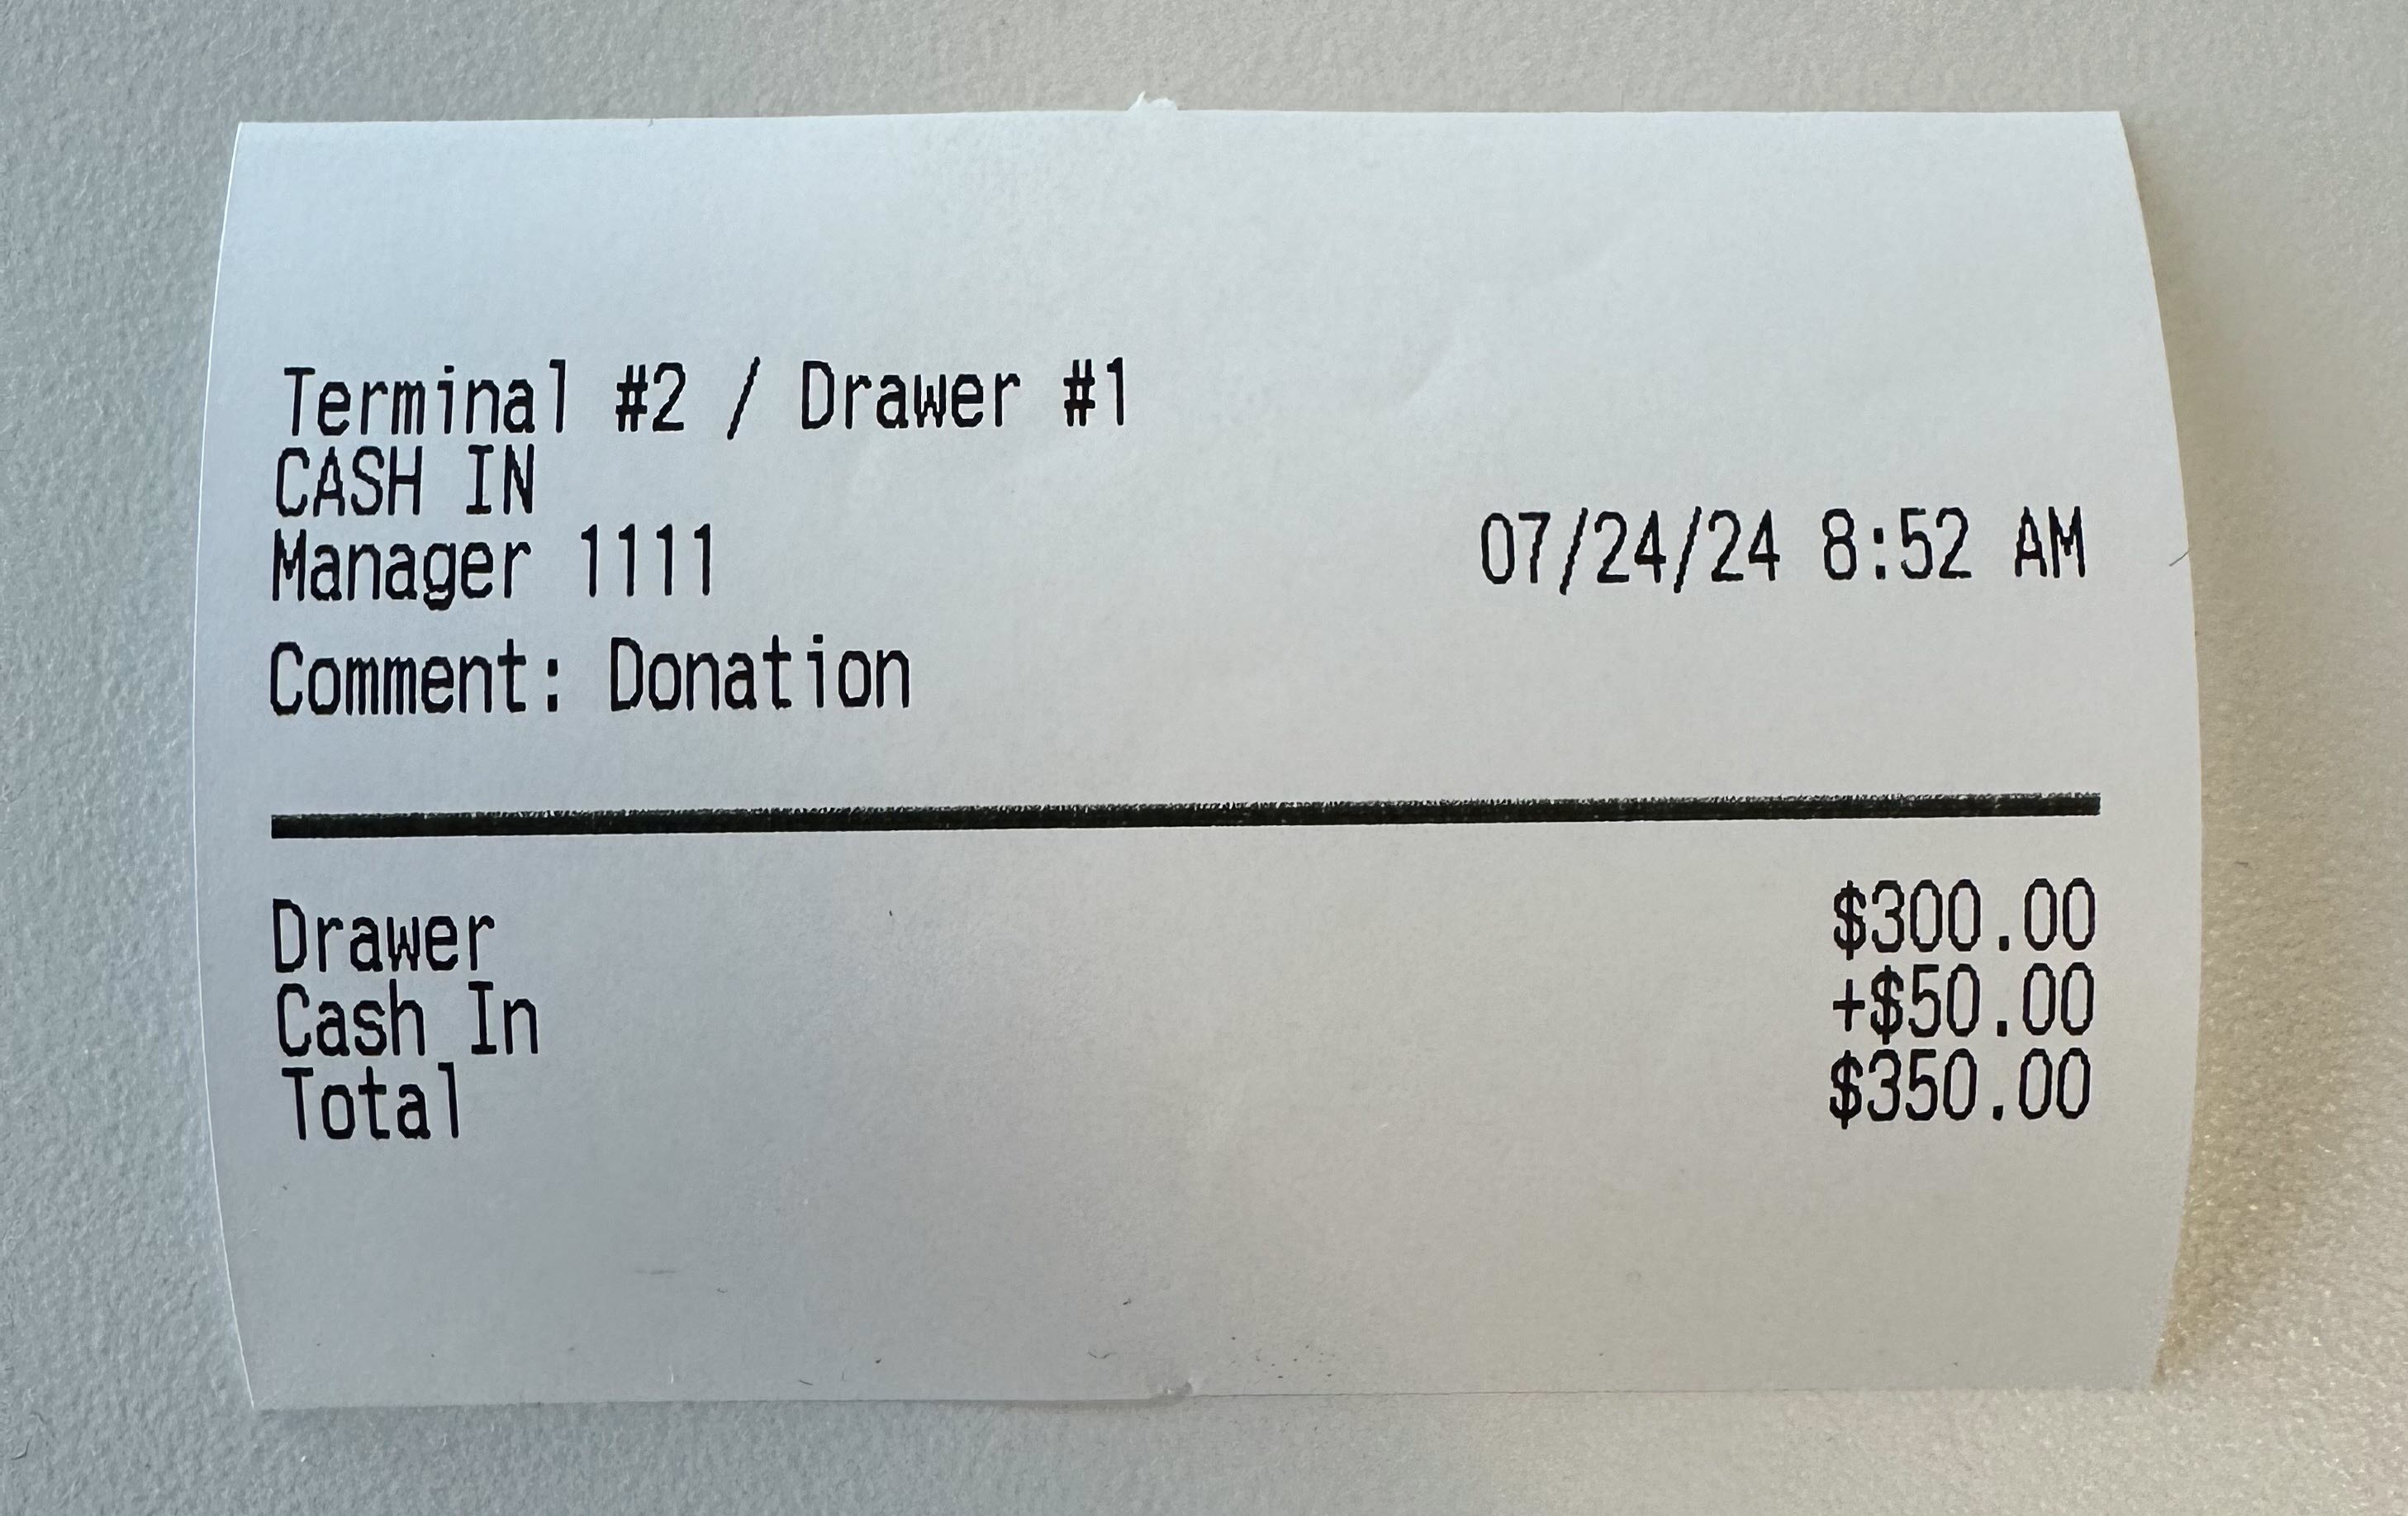 Terminal #2 / Drawer #1
CASH IN
Manager 1111 07/24/24 8:52 AM
Comment: Donation
Drawer $300.00
Cash In +$50.00
Total $350.00